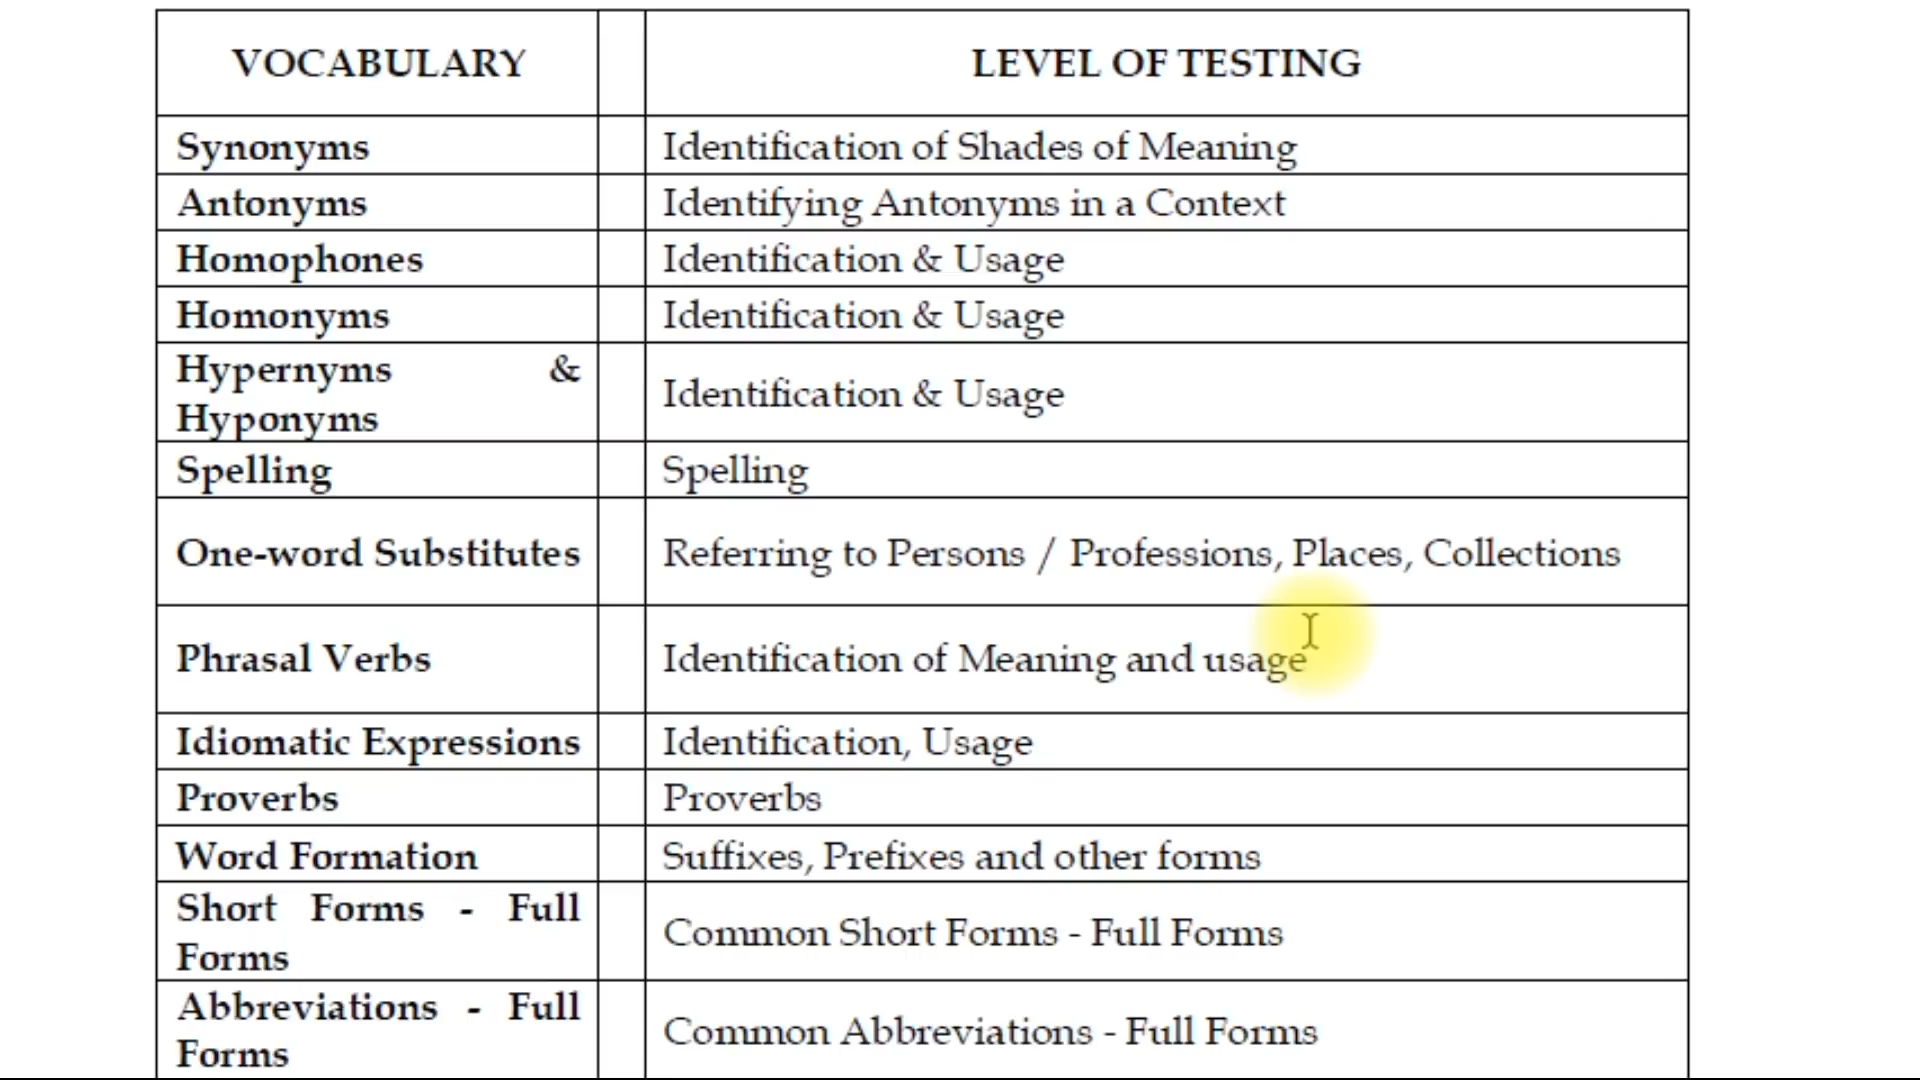 VOCABULARY LEVEL OF TESTING
Synonyms Identification of Shades of Meaning
Antonyms Identifying Antonyms in a Context
Homophones Identification & Usage
Homonyms Identification & Usage
Hypernyms &
Hyponyms
Identification & Usage
Spelling Spelling
One-word Substitutes Referring to Persons / Professions, Places, Collections
Phrasal Verbs Identification of Meaning and usage
Idiomatic Expressions Identification, Usage
Proverbs Proverbs
Word Formation Suffixes, Prefixes and other forms
Short Forms - Full
Forms
Common Short Forms - Full Forms
Abbreviations - Full
Forms
Common Abbreviations - Full Forms